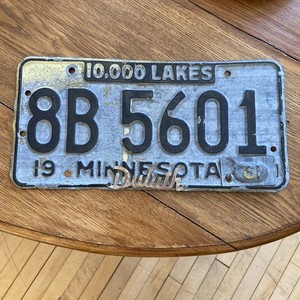 10,000 LAKES
8B 5601
19 MINNESOTA
Duluth